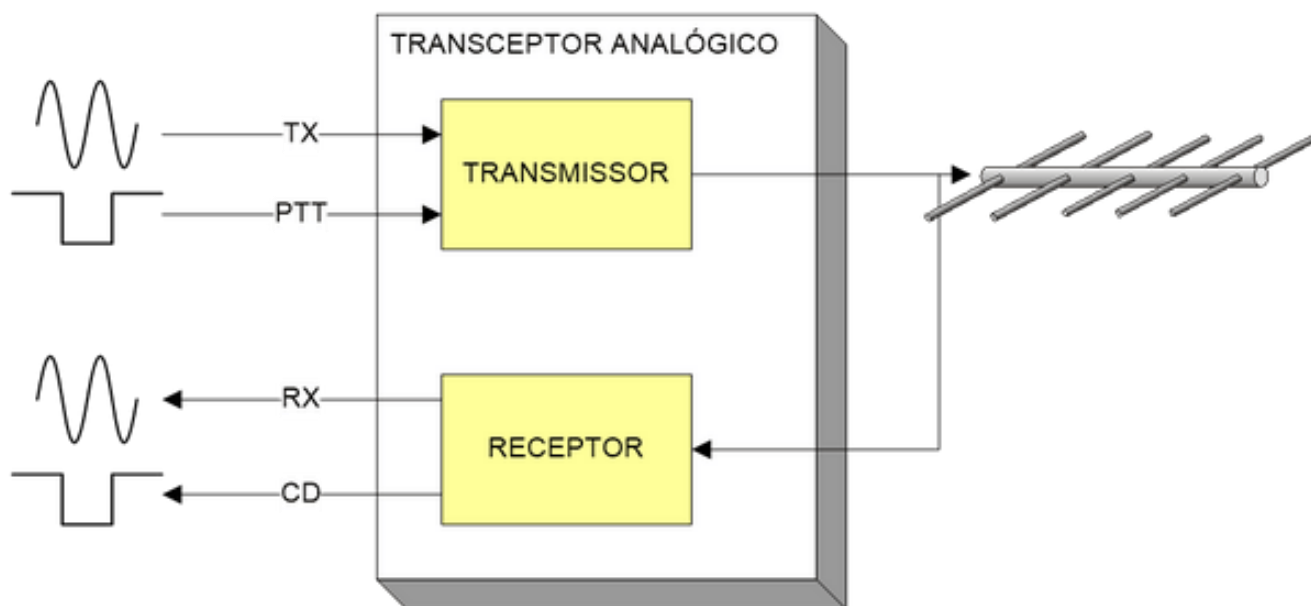 TRANSCEPTOR ANALÓGICO
TX
TRANSMISSOR
PTT
RX
RECEPTOR
CD